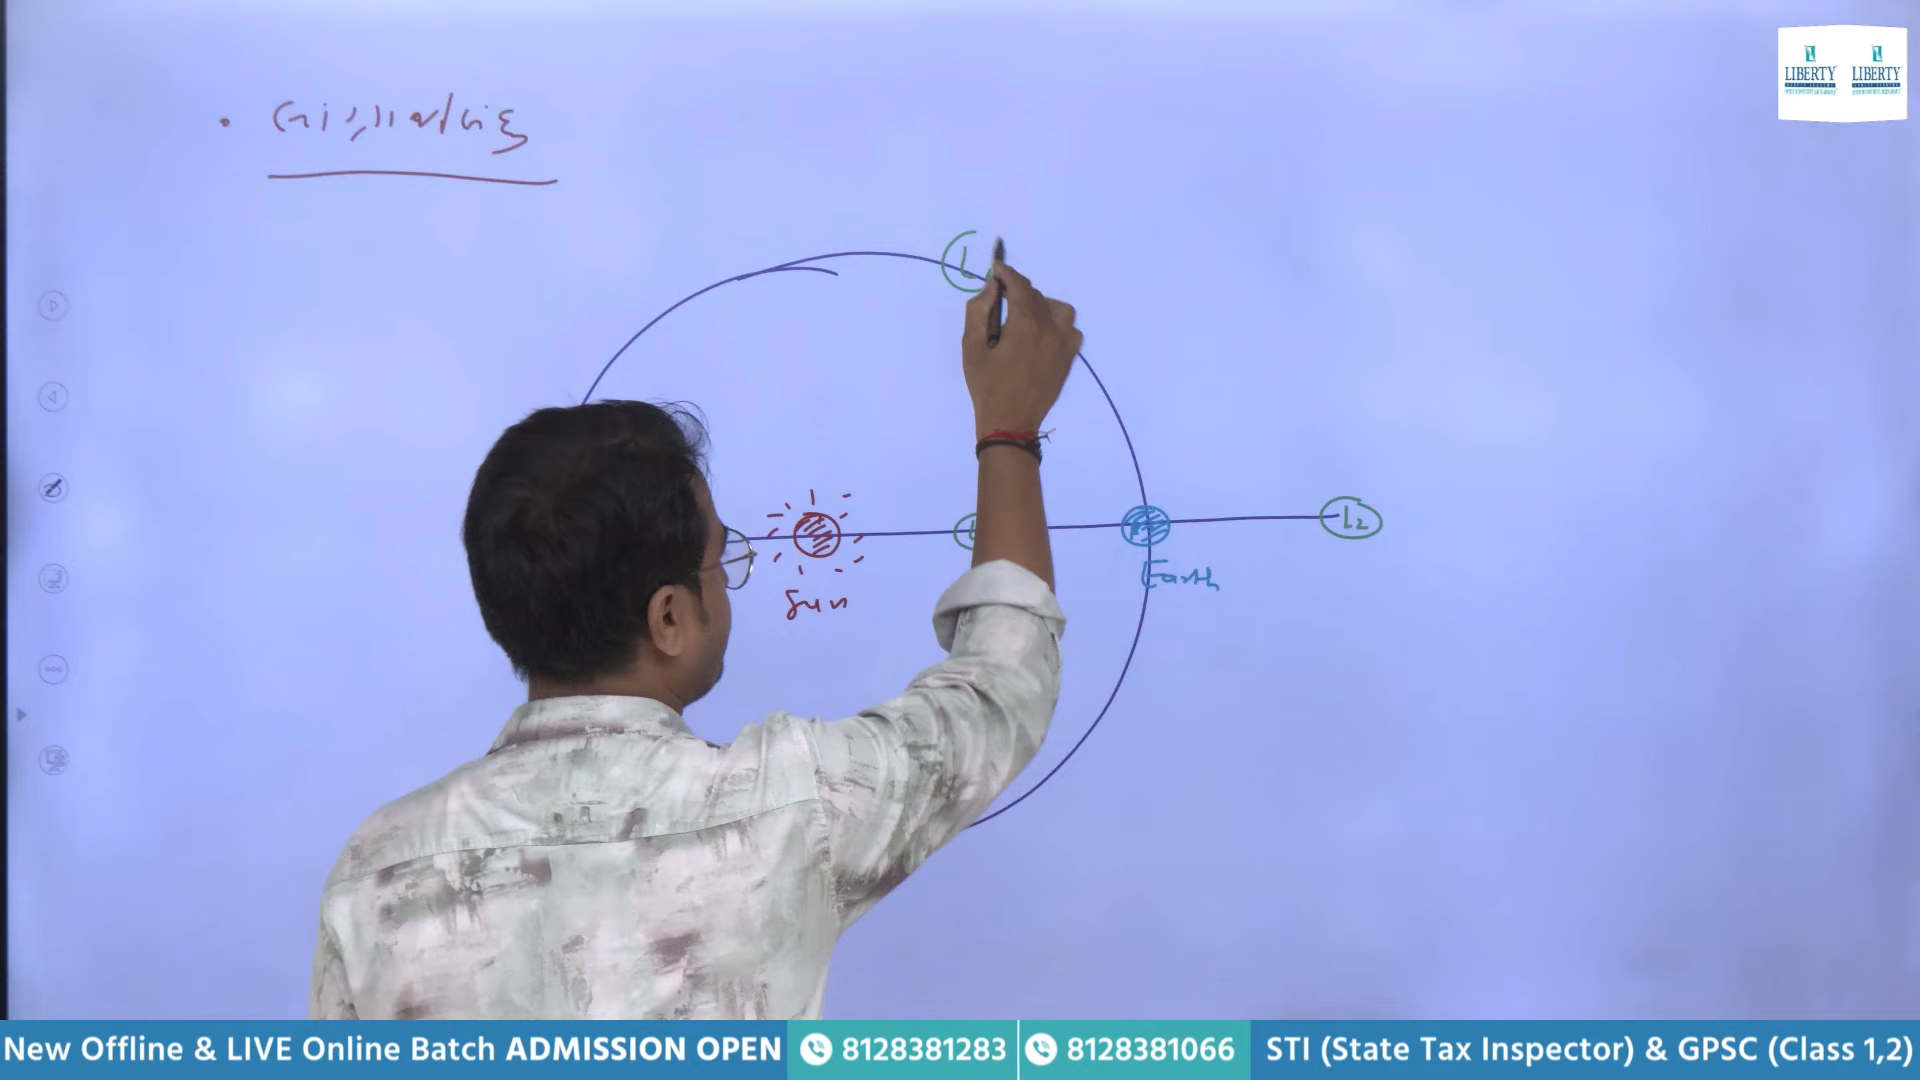 LIBERTY LIBERTY
L
L2
Sun
Earth
New Offline & LIVE Online Batch ADMISSION OPEN 8128381283 8128381066 STI (State Tax Inspector) & GPSC (Class 1,2)